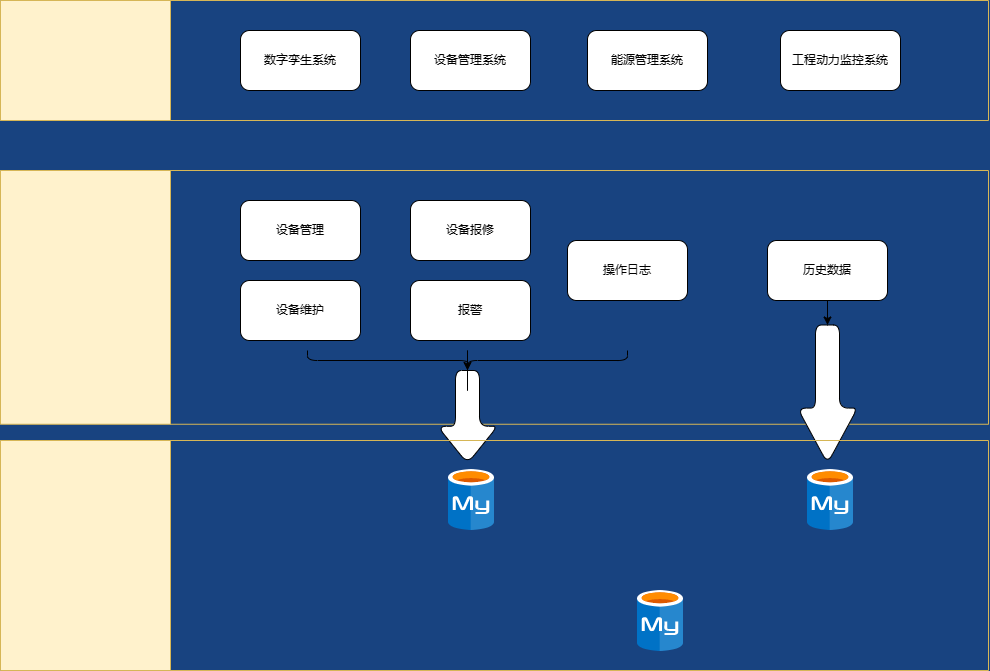 数字孪生系统
设备管理系统
能源管理系统
工程动力监控系统
设备管理
设备报修
操作日志
历史数据
设备维护
报警
My
My
My